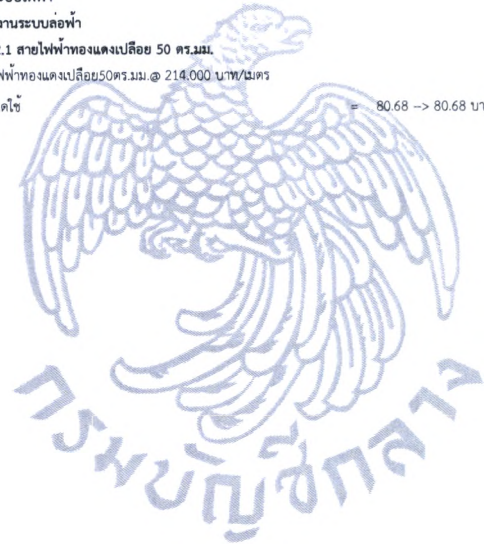 งานระบบล่อฟ้า
.1 สายไฟฟ้าทองแดงเปลือย 50 ตร.มม.
ฟฟ้าทองแดงเปลือย50ตร.มม.@ 214.000 บาท/เมตร
ดใช้ = 80.68 --> 80.68 บา
กรมบัญชีกลาง